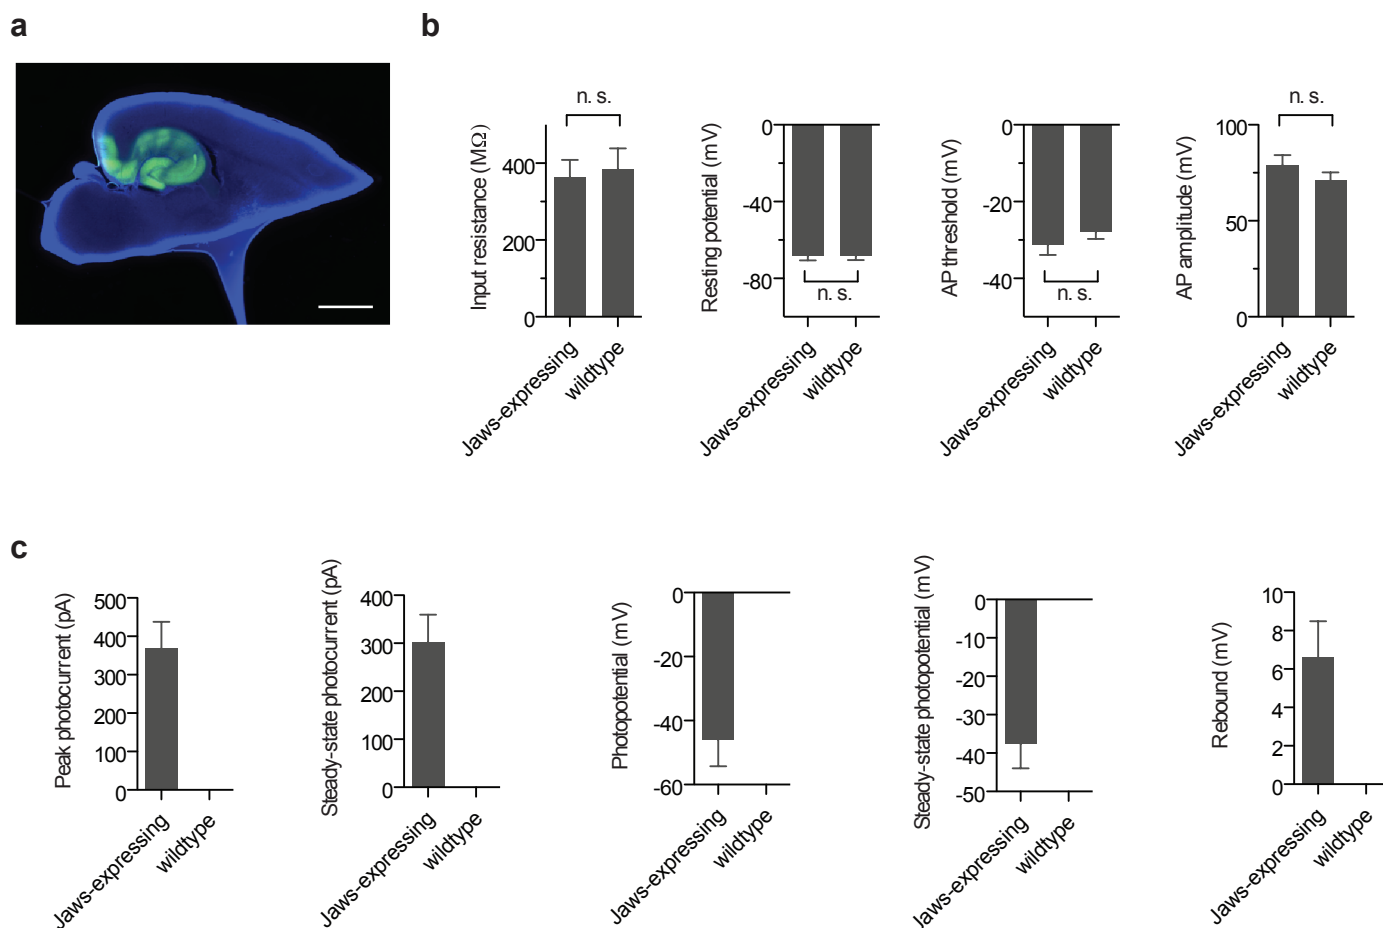 a
b
n. s.
Input resistance (MΩ)
400
200
0
Jaws-expressing
wildtype
Resting potential (mV)
0
-40
-80
n. s.
Jaws-expressing
wildtype
AP threshold (mV)
0
-20
-40
n. s.
Jaws-expressing
wildtype
n. s.
AP amplitude (mV)
100
50
0
Jaws-expressing
wildtype
c
Peak photocurrent (pA)
500
400
300
200
100
0
Jaws-expressing
wildtype
Steady-state photocurrent (pA)
400
300
200
100
0
Jaws-expressing
wildtype
Photopotential (mV)
0
-20
-40
-60
Jaws-expressing
wildtype
Steady-state photopotential (mV)
0
-10
-20
-30
-40
-50
Jaws-expressing
wildtype
Rebound (mV)
10
8
6
4
2
0
Jaws-expressing
wildtype